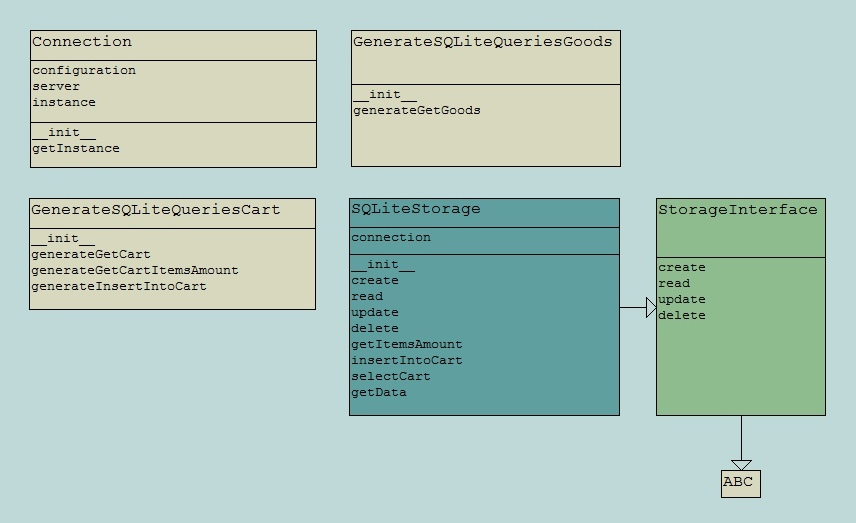 Connection
configuration
server
instance
__init__
getInstance
GenerateSQLiteQueriesGoods
__init__
generateGetGoods
GenerateSQLiteQueriesCart
__init__
generateGetCart
generateGetCartItemsAmount
generateInsertIntoCart
SQLiteStorage
connection
__init__
create
read
update
delete
getItemsAmount
insertIntoCart
selectCart
getData
StorageInterface
create
read
update
delete
ABC